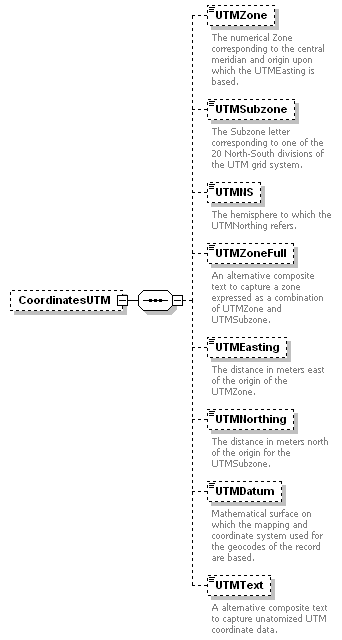 UTMZone
The numerical Zone
corresponding to the central
meridian and origin upon
which the UTMEasting is
based.
UTMSubzone
The Subzone letter
corresponding to one of the
20 North-South divisions of
the UTM grid system.
UTMNS
The hemisphere to which the
UTMNorthing refers.
UTMZoneFull
An alternative composite
text to capture a zone
expressed as a combination
of UTMZone and
UTMSubzone.
CoordinatesUTM
UTMEasting
The distance in meters east
of the origin of the
UTMZone.
UTMNorthing
The distance in meters north
of the origin for the
UTMSubzone.
UTMDatum
Mathematical surface on
which the mapping and
coordinate system used for
the geocodes of the record
are based.
UTMText
A alternative composite text
to capture unatomized UTM
coordinate data.